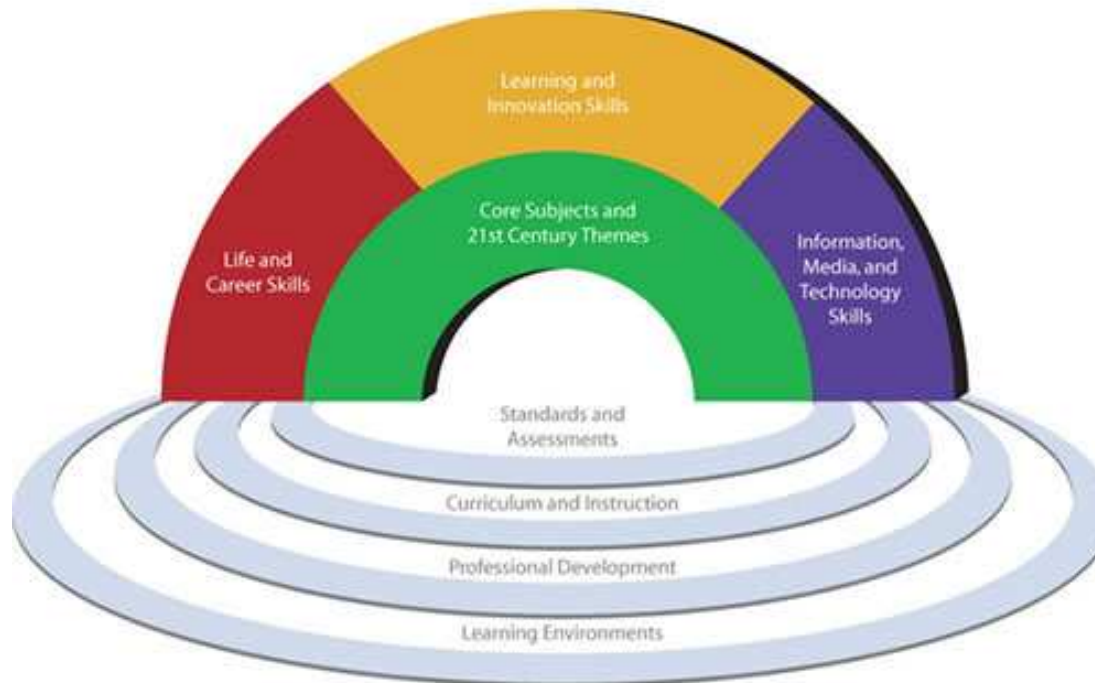 Learning and
Innovation Skills
Core Subjects and
21st Century Themes
Life and
Career Skills
Information,
Media, and
Technology
Skills
Standards and
Assessments
Curriculum and Instruction
Professional Development
Learning Environments